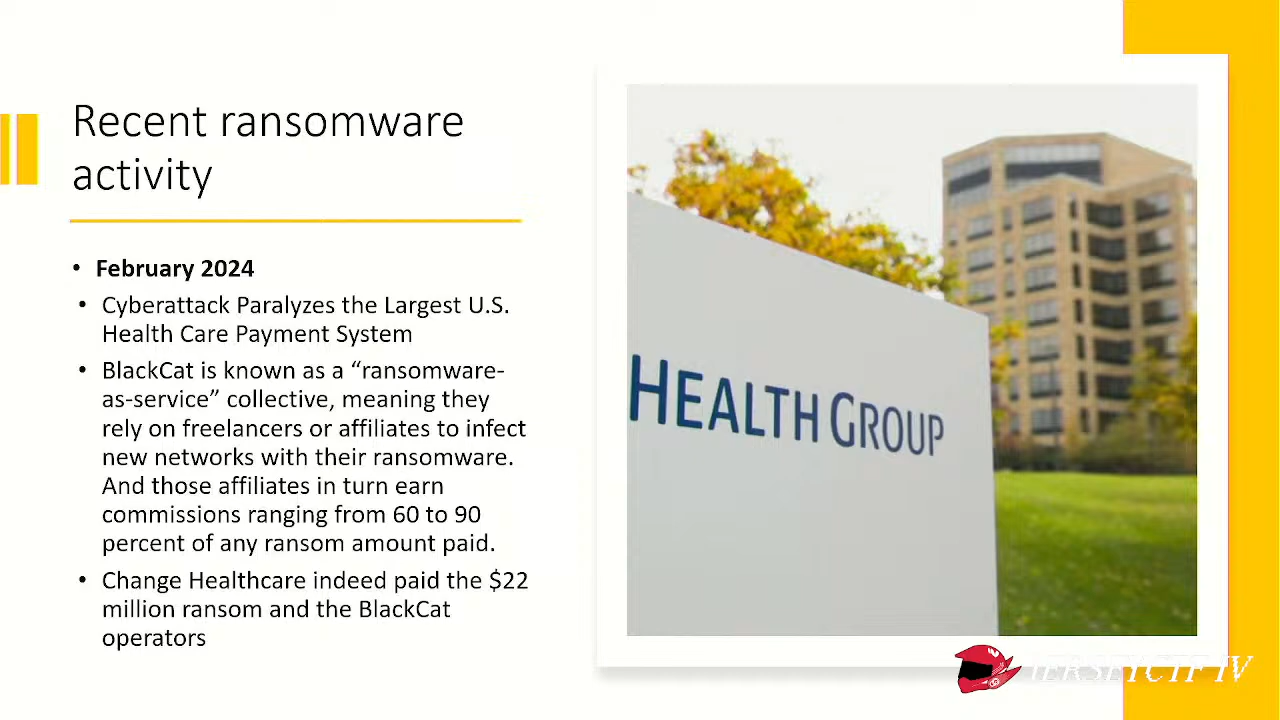 Recent ransomware
activity
• February 2024
• Cyberattack Paralyzes the Largest U.S.
Health Care Payment System
• BlackCat is known as a “ransomware-
as-service” collective, meaning they
rely on freelancers or affiliates to infect
new networks with their ransomware.
And those affiliates in turn earn
commissions ranging from 60 to 90
percent of any ransom amount paid.
• Change Healthcare indeed paid the $22
million ransom and the BlackCat
operators
HEALTH GROUP
JERSEYCTF IV